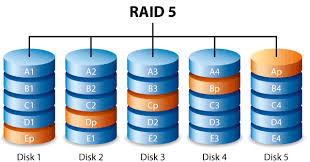 RAID 5
A1 A2 A3 A4 Ap
B1 B2 B3 Bp B4
C1 C2 Cp C3 C4
D1 Dp D2 D3 D4
Ep E1 E2 E3 E4
Disk 1 Disk 2 Disk 3 Disk 4 Disk 5